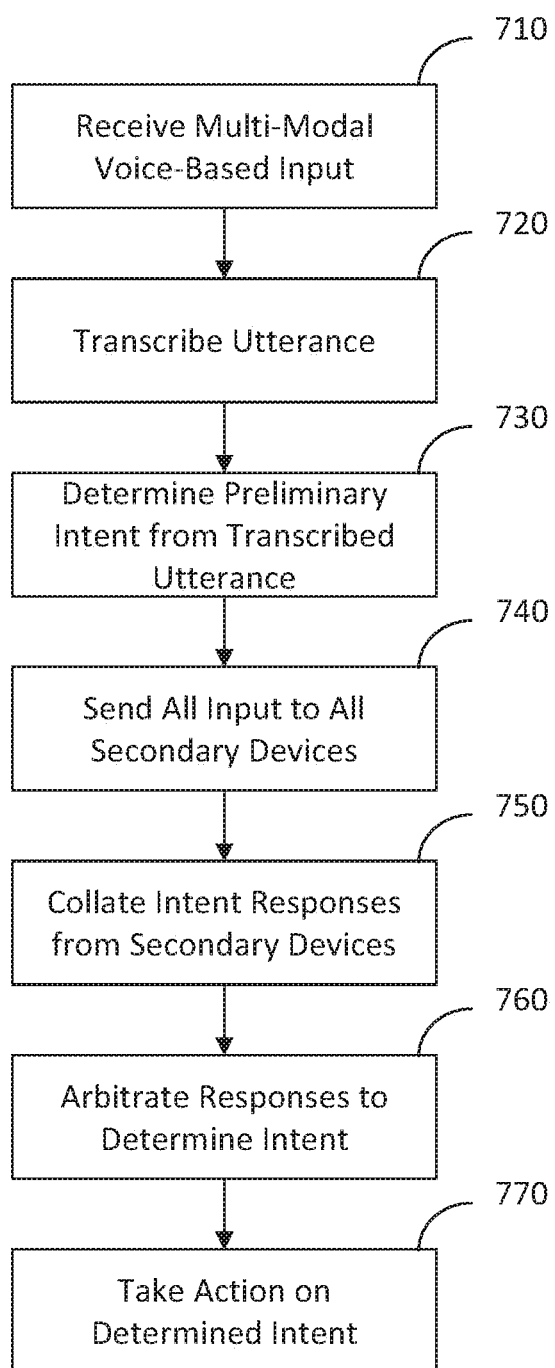 710
Receive Multi-Modal
Voice-Based Input
720
Transcribe Utterance
730
Determine Preliminary
Intent from Transcribed
Utterance
740
Send All Input to All
Secondary Devices
750
Collate Intent Responses
from Secondary Devices
760
Arbitrate Responses to
Determine Intent
770
Take Action on
Determined Intent